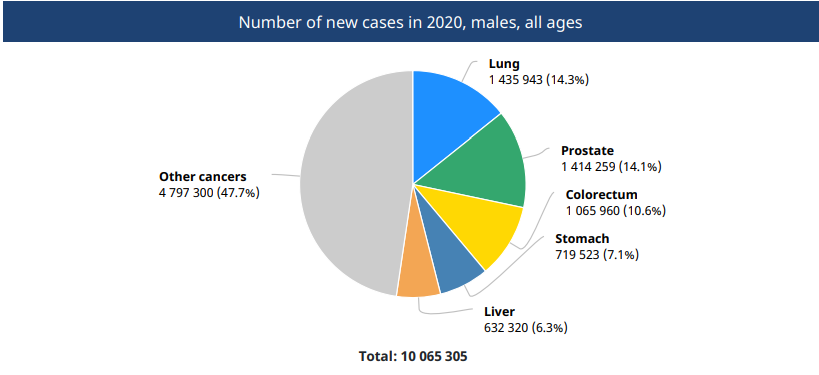 Number of new cases in 2020, males, all ages
Lung
1 435 943 (14.3%)
Prostate
1 414 259 (14.1%)
Colorectum
1 065 960 (10.6%)
Stomach
719 523 (7.1%)
Liver
632 320 (6.3%)
Other cancers
4 797 300 (47.7%)
Total: 10 065 305